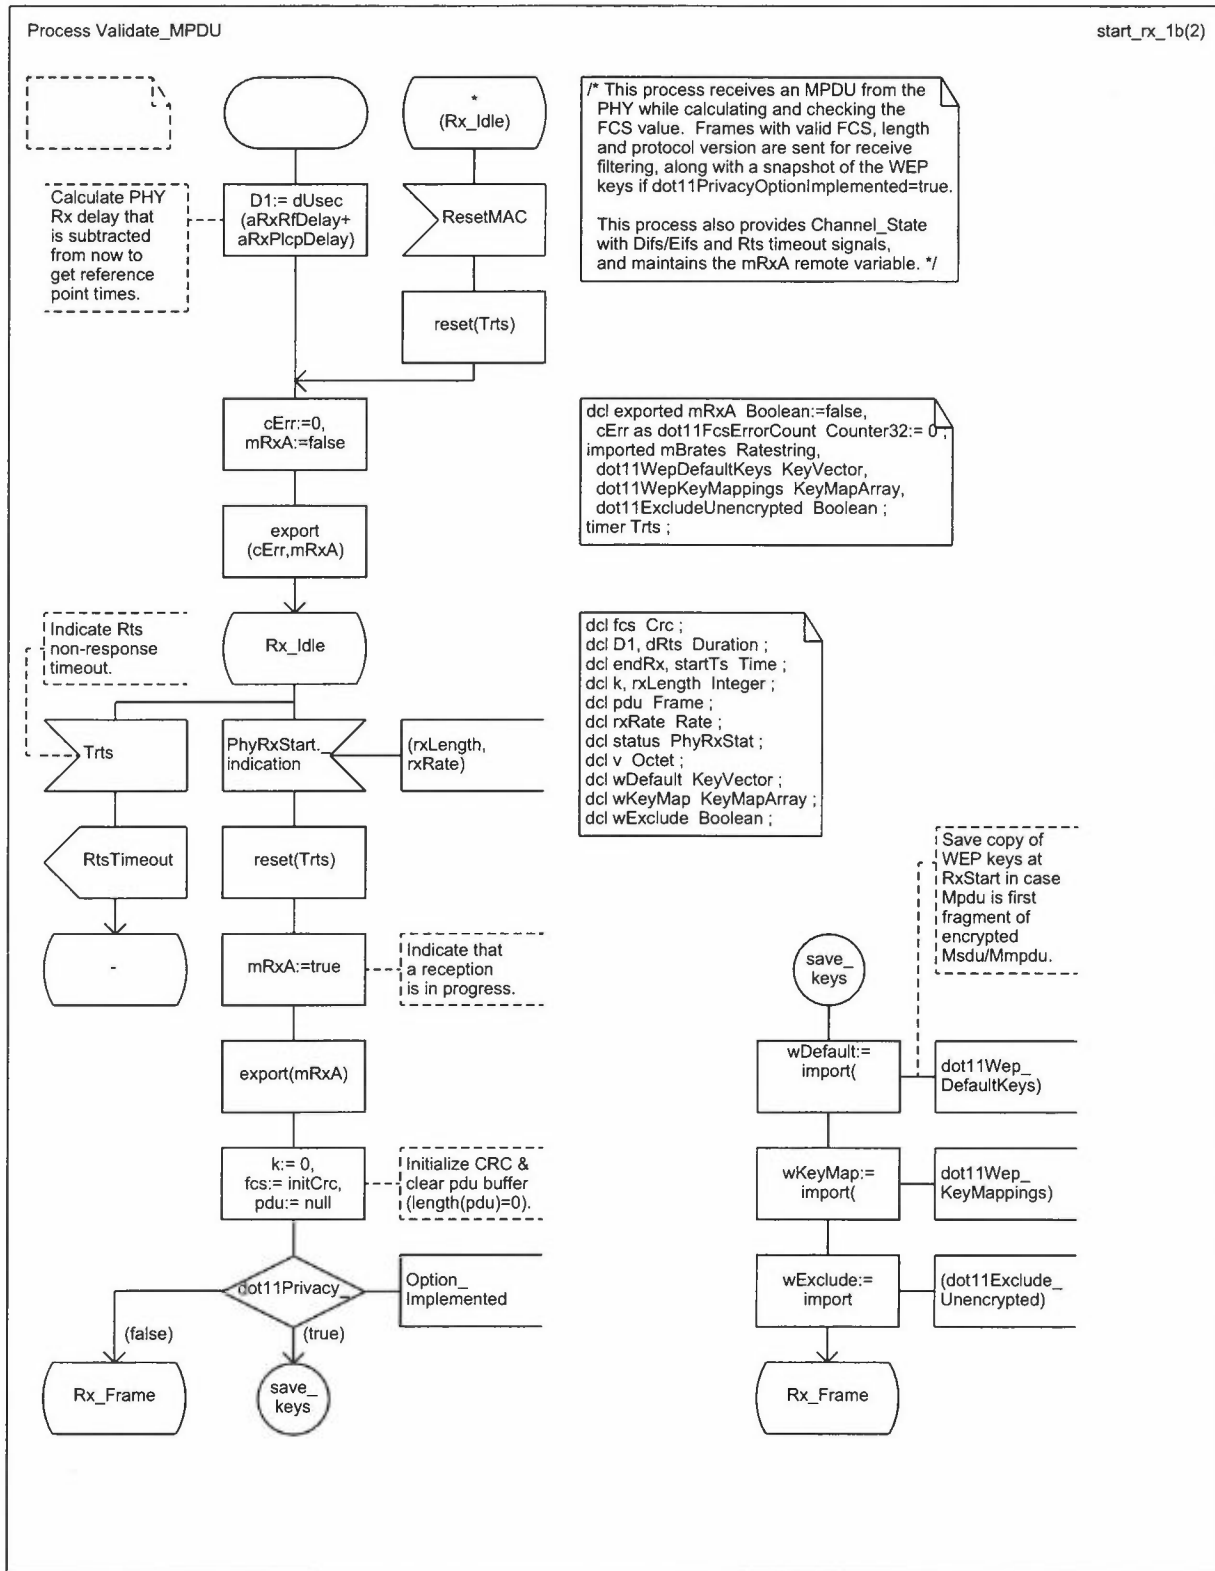 Process Validate_MPDU
start_rx_1b(2)
*
(Rx_Idle)
/* This process receives an MPDU from the
PHY while calculating and checking the
FCS value. Frames with valid FCS, length
and protocol version are sent for receive
filtering, along with a snapshot of the WEP
keys if dot11PrivacyOptionImplemented=true.
This process also provides Channel_State
with Difs/Eifs and Rts timeout signals,
and maintains the mRxA remote variable. */
Calculate PHY
Rx delay that
is subtracted
from now to
get reference
point times.
D1:= dUsec
(aRxRfDelay+
aRxPlcpDelay)
ResetMAC
reset(Trts)
cErr:=0,
mRxA:=false
dcl exported mRxA Boolean:=false,
cErr as dot11FcsErrorCount Counter32:= 0 ;
imported mBrates Ratestring,
dot11WepDefaultKeys KeyVector,
dot11WepKeyMappings KeyMapArray,
dot11ExcludeUnencrypted Boolean ;
timer Trts ;
export
(cErr,mRxA)
Indicate Rts
non-response
timeout.
Rx_Idle
dcl fcs Crc ;
dcl D1, dRts Duration ;
dcl endRx, startTs Time ;
dcl k, rxLength Integer ;
dcl pdu Frame ;
dcl rxRate Rate ;
dcl status PhyRxStat ;
dcl v Octet ;
dcl wDefault KeyVector ;
dcl wKeyMap KeyMapArray ;
dcl wExclude Boolean ;
Trts
PhyRxStart._
indication
(rxLength,
rxRate)
RtsTimeout
reset(Trts)
-
mRxA:=true
Indicate that
a reception
is in progress.
export(mRxA)
k:= 0,
fcs:= initCrc,
pdu:= null
Initialize CRC &
clear pdu buffer
(length(pdu)=0).
dot11Privacy_
Option_
Implemented
(false)
(true)
Rx_Frame
save_
keys
Save copy of
WEP keys at
RxStart in case
Mpdu is first
fragment of
encrypted
Msdu/Mmpdu.
save_
keys
wDefault:=
import(
dot11Wep_
DefaultKeys)
wKeyMap:=
import(
dot11Wep_
KeyMappings)
wExclude:=
import
(dot11Exclude_
Unencrypted)
Rx_Frame